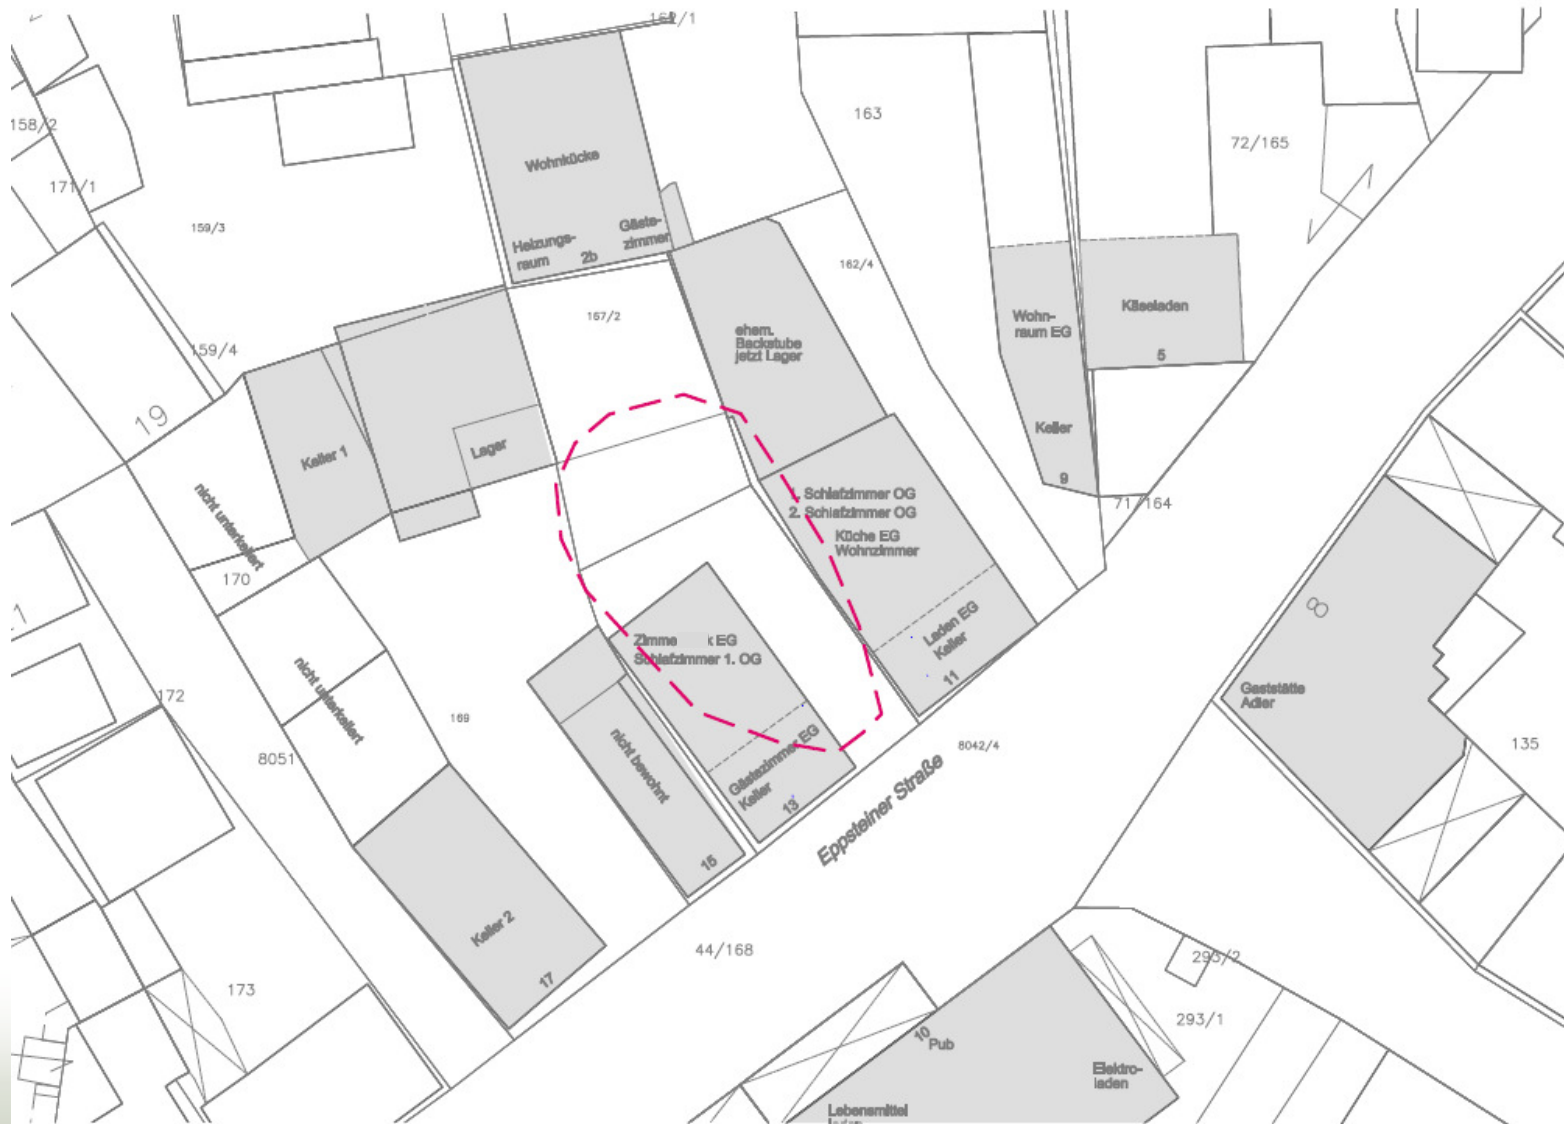 162/1
158/2
163
72/165
Wohnküche
171/1
159/3
Gäste-
zimmer
Heizungs-
raum
2b
162/4
167/2
Wohn-
raum EG
Käseladen
5
159/4
ehem.
Backstube
jetzt Lager
19
Keller 1
Lager
Keller
9
nicht unterkellert
1. Schlafzimmer OG
2. Schlafzimmer OG
Küche EG
Wohnzimmer
71/164
170
Laden EG
Keller
11
8
Zimme
k EG
Schlafzimmer 1. OG
nicht unterkellert
172
169
Gaststätte
Adler
135
8051
nicht bewohnt
Gästezimmer EG
Keller
13
8042/4
Eppsteiner Straße
15
Keller 2
17
44/168
173
293/2
293/1
10
Pub
Elektro-
laden
Lebensmittel